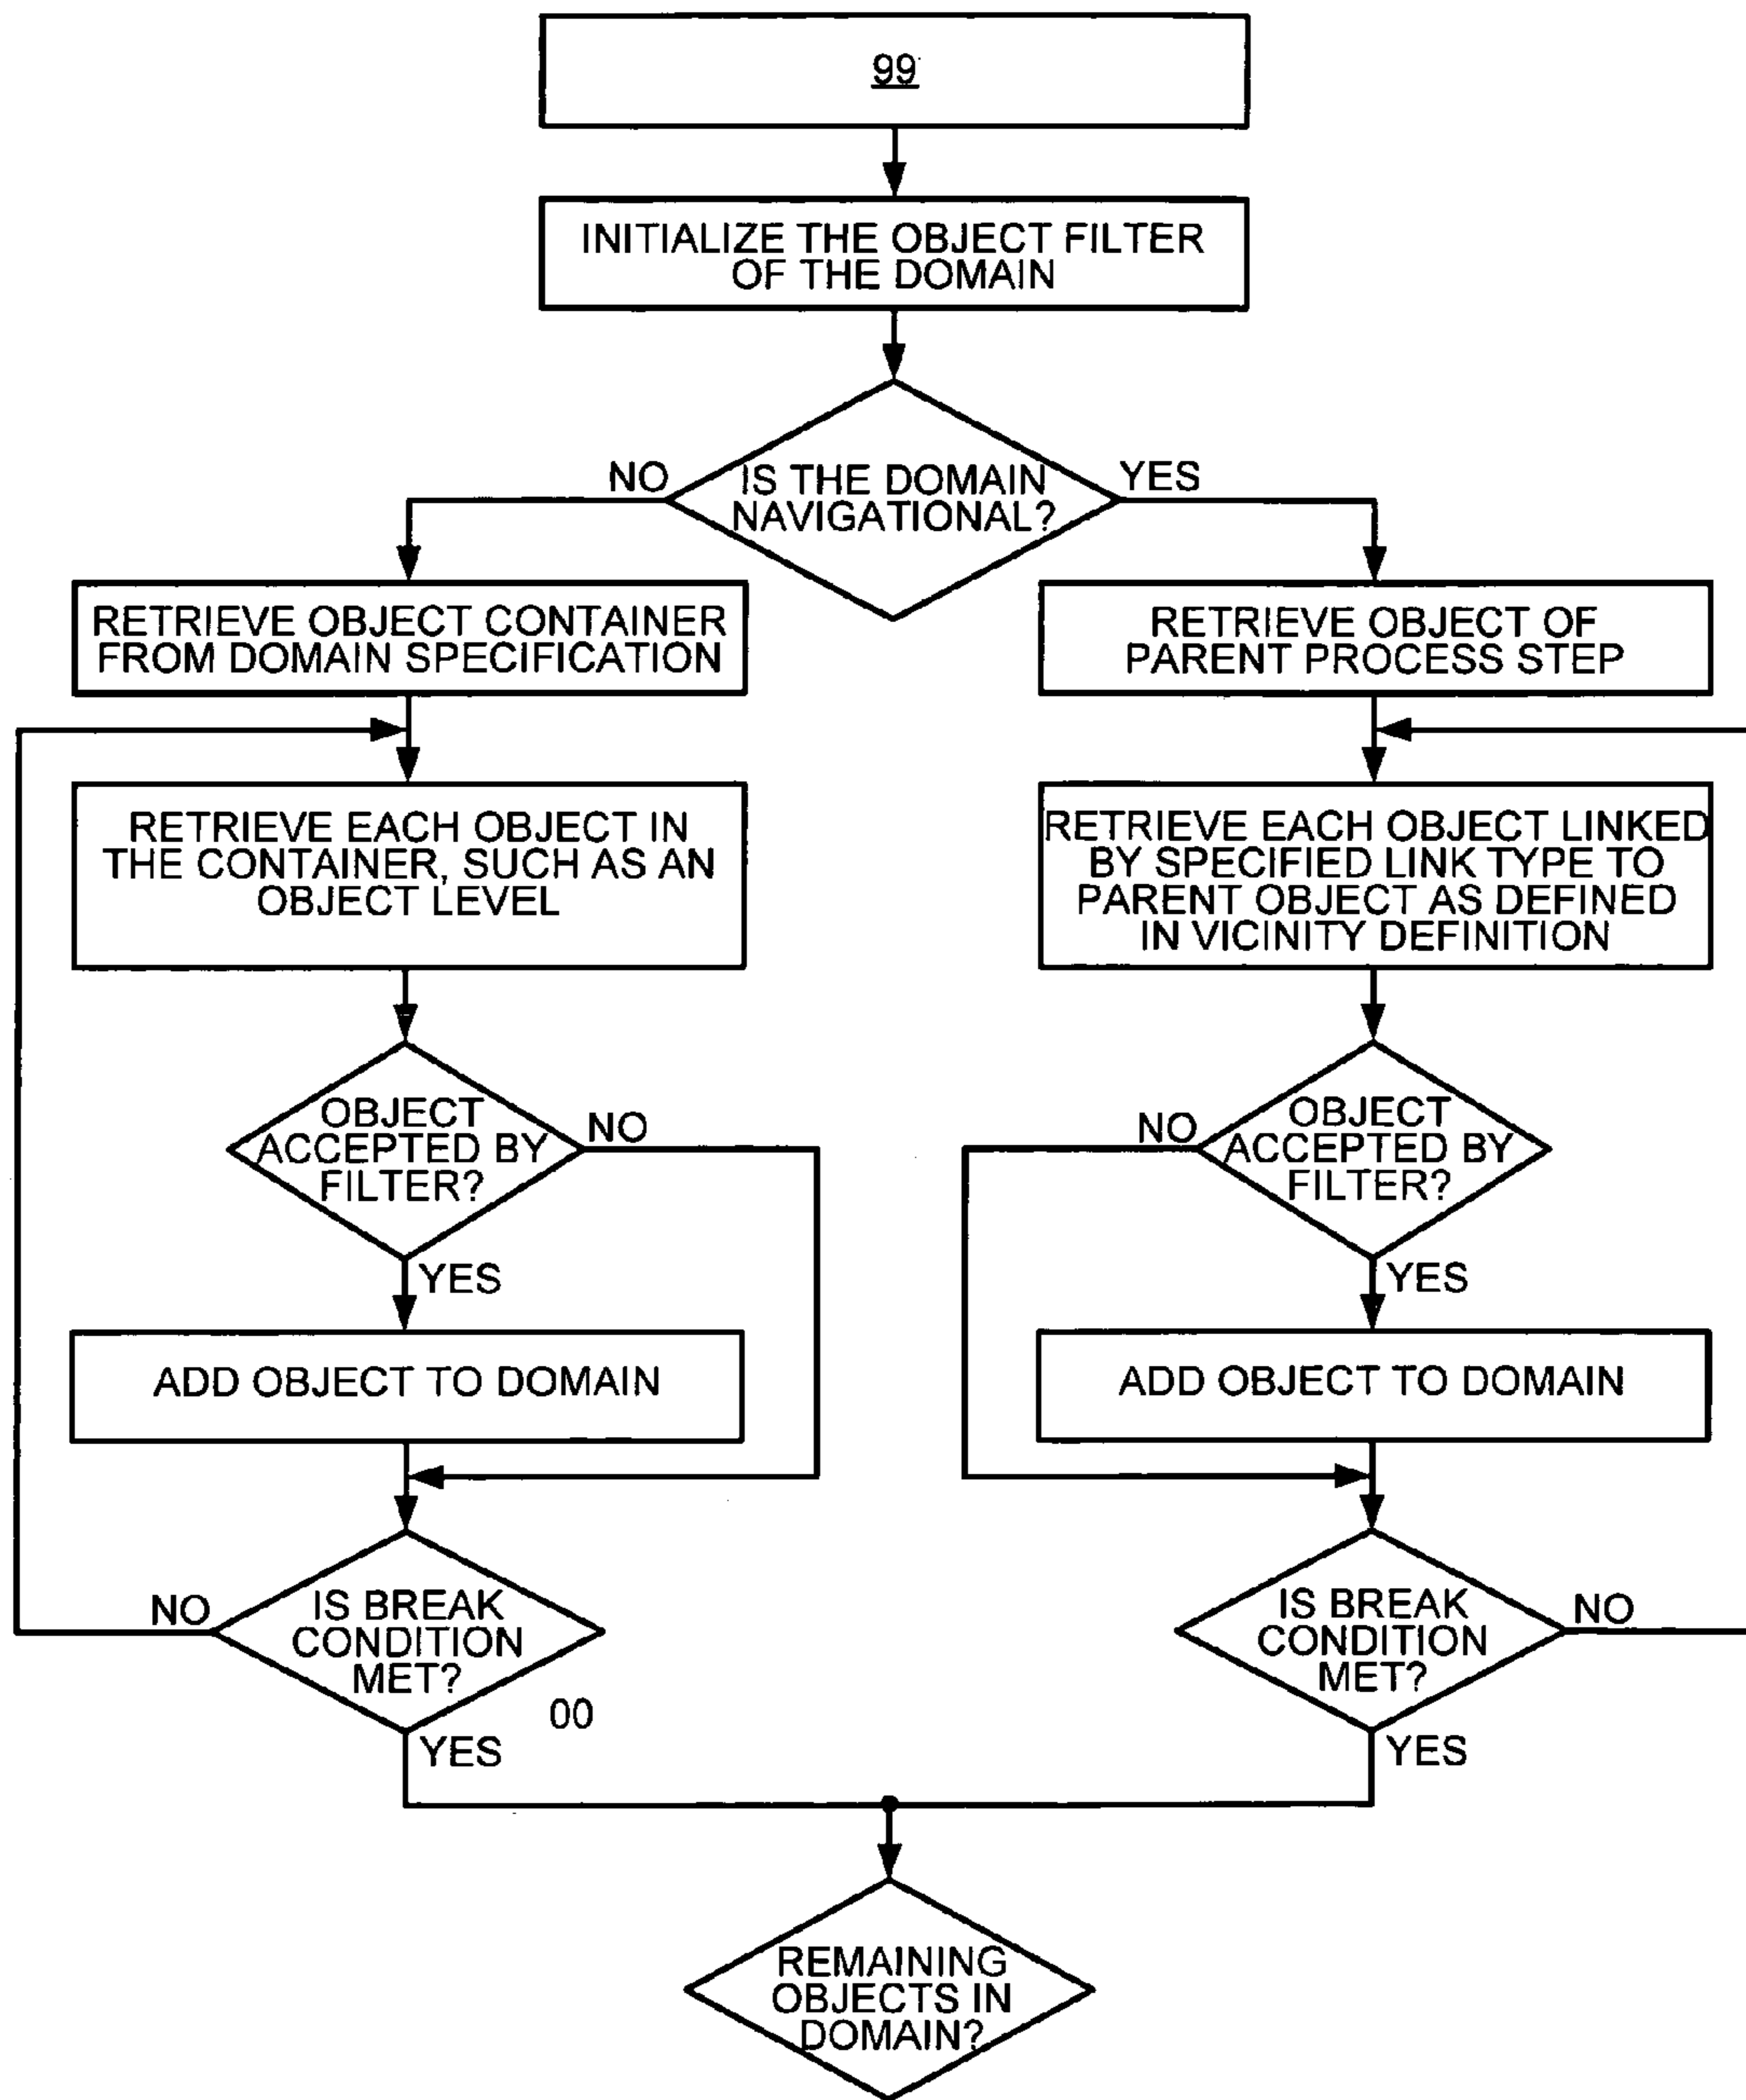 99
INITIALIZE THE OBJECT FILTER
OF THE DOMAIN
IS THE DOMAIN
NAVIGATIONAL?
NO
YES
RETRIEVE OBJECT CONTAINER
FROM DOMAIN SPECIFICATION
RETRIEVE EACH OBJECT IN
THE CONTAINER, SUCH AS AN
OBJECT LEVEL
OBJECT
ACCEPTED BY
FILTER?
NO
YES
ADD OBJECT TO DOMAIN
NO
IS BREAK
CONDITION
MET?
00
YES
RETRIEVE OBJECT OF
PARENT PROCESS STEP
RETRIEVE EACH OBJECT LINKED
BY SPECIFIED LINK TYPE TO
PARENT OBJECT AS DEFINED
IN VICINITY DEFINITION
NO
OBJECT
ACCEPTED BY
FILTER?
YES
ADD OBJECT TO DOMAIN
IS BREAK
CONDITION
MET?
NO
YES
REMAINING
OBJECTS IN
DOMAIN?